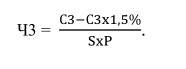 ЧЗ = СЗ−СЗх1,5% / SxP.